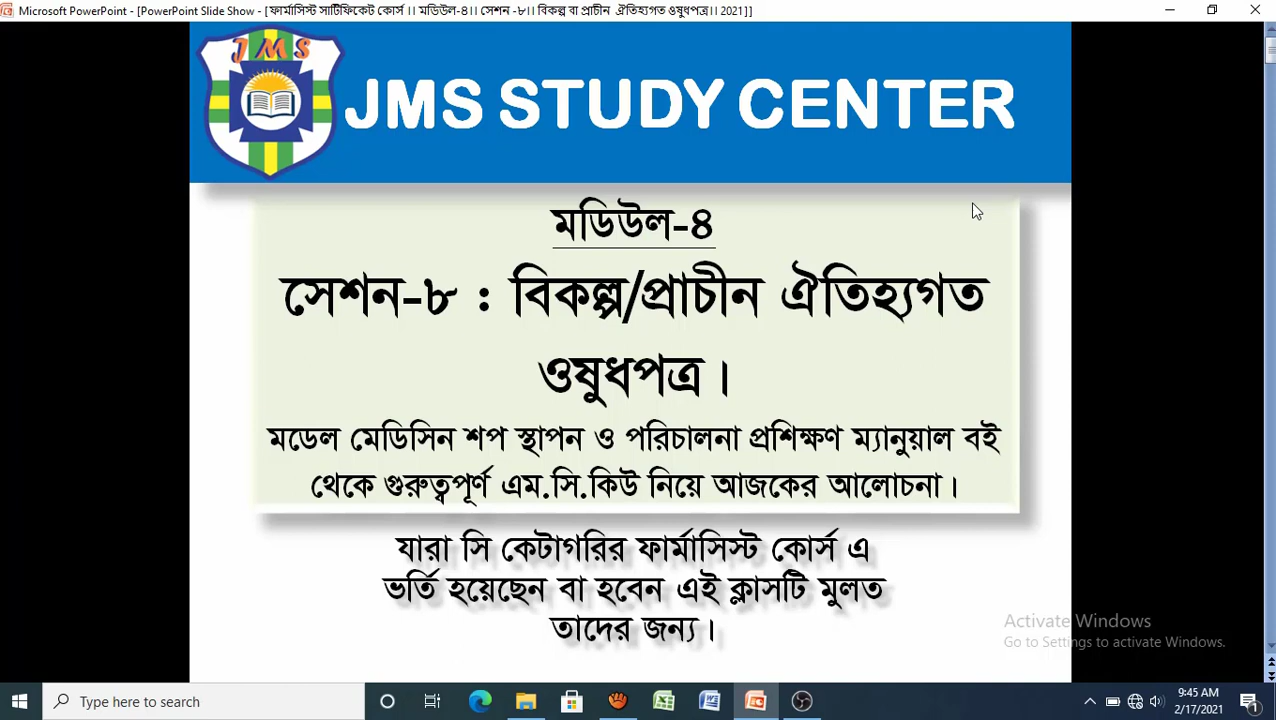 Microsoft PowerPoint - [PowerPoint Slide Show - [ফার্মাসিস্ট সার্টিফিকেট কোর্স ।। মডিউল-৪।। সেশন -৮।। বিকল্প বা প্রাচীন ঐতিহ্যগত ওষুধপত্র।। 2021]]
JMS
JMS STUDY CENTER
মডিউল-৪
সেশন-৮ : বিকল্প/প্রাচীন ঐতিহ্যগত
ওষুধপত্র।
মডেল মেডিসিন শপ স্থাপন ও পরিচালনা প্রশিক্ষণ ম্যানুয়াল বই
থেকে গুরুত্বপূর্ণ এম.সি.কিউ নিয়ে আজকের আলোচনা।
যারা সি কেটাগরির ফার্মাসিস্ট কোর্স এ
ভর্তি হয়েছেন বা হবেন এই ক্লাসটি মুলত
তাদের জন্য।
Activate Windows
Go to Settings to activate Windows.
Type here to search
9:45 AM
2/17/2021
1